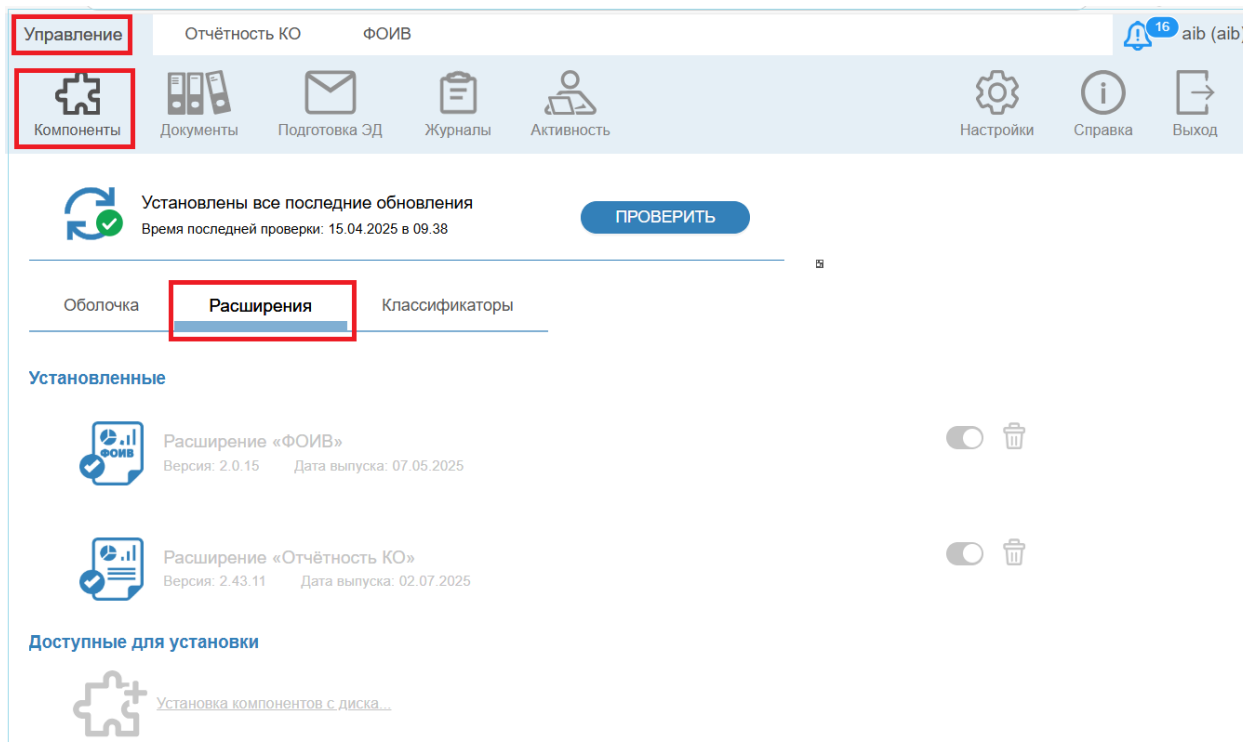 Управление Отчётность КО ФОИВ 16 aib (aib)
Компоненты Документы Подготовка ЭД Журналы Активность Настройки Справка Выход
Установлены все последние обновления
Время последней проверки: 15.04.2025 в 09.38
ПРОВЕРИТЬ
Оболочка Расширения Классификаторы
Установленные
ФОИВ
Расширение «ФОИВ»
Версия: 2.0.15 Дата выпуска: 07.05.2025
Расширение «Отчётность КО»
Версия: 2.43.11 Дата выпуска: 02.07.2025
Доступные для установки
Установка компонентов с диска...